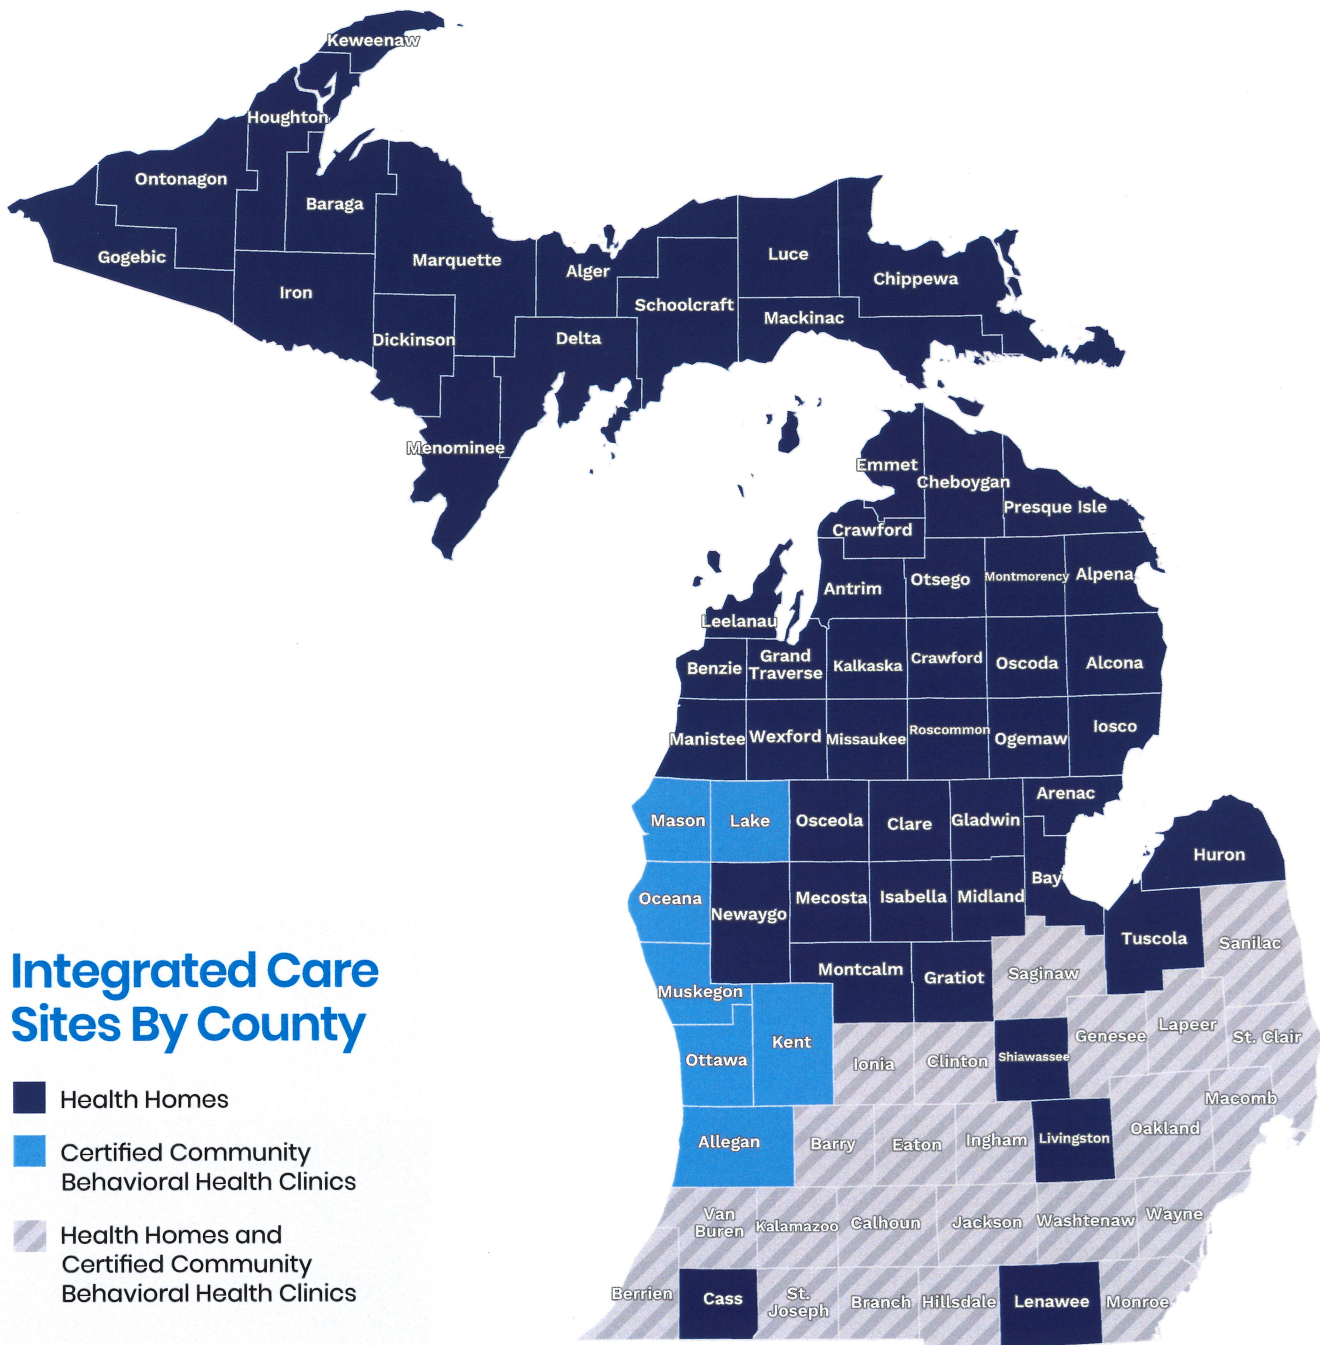 Keweenaw
Houghton
Ontonagon
Baraga
Gogebic
Marquette
Luce
Alger
Chippewa
Iron
Schoolcraft
Mackinac
Dickinson
Delta
Menominee
Emmet
Cheboygan
Presque Isle
Crawford
Antrim
Otsego
Montmorency
Alpena
Leelanau
Benzie
Grand
Traverse
Kalkaska
Crawford
Oscoda
Alcona
Manistee
Wexford
Missaukee
Roscommon
Ogemaw
Iosco
Arenac
Mason
Lake
Osceola
Clare
Gladwin
Huron
Bay
Oceana
Newaygo
Mecosta
Isabella
Midland
Tuscola
Sanilac
Montcalm
Gratiot
Saginaw
Muskegon
Kent
Ottawa
Ionia
Clinton
Shiawassee
Genesee
Lapeer
St. Clair
Macomb
Allegan
Barry
Eaton
Ingham
Livingston
Oakland
Van
Buren
Kalamazoo
Calhoun
Jackson
Washtenaw
Wayne
Berrien
Cass
St.
Joseph
Branch
Hillsdale
Lenawee
Monroe
Integrated Care
Sites By County
Health Homes
Certified Community
Behavioral Health Clinics
Health Homes and
Certified Community
Behavioral Health Clinics